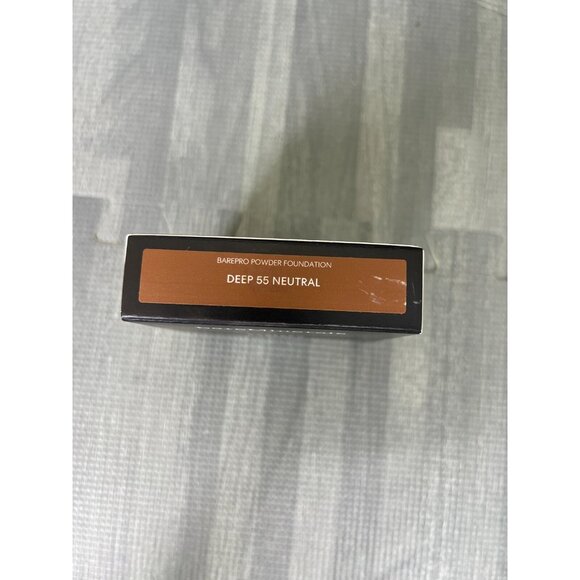 BAREPRO POWDER FOUNDATION
DEEP 55 NEUTRAL